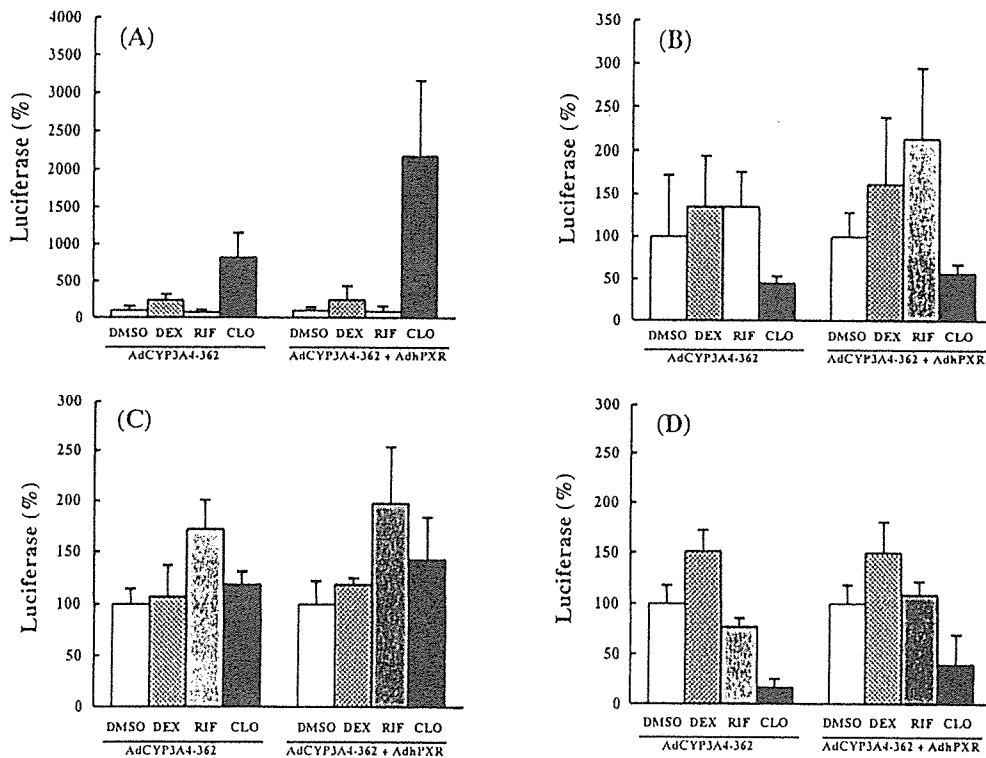 (A)
Luciferase (%)
4000
3500
3000
2500
2000
1500
1000
500
0
DMSO DEX RIF CLO
DMSO DEX RIF CLO
AdCYP3A4-362
AdCYP3A4-362 + AdhPXR
(B)
Luciferase (%)
350
300
250
200
150
100
50
0
DMSO DEX RIF CLO
DMSO DEX RIF CLO
AdCYP3A4-362
AdCYP3A4-362 + AdhPXR
(C)
Luciferase (%)
300
250
200
150
100
50
0
DMSO DEX RIF CLO
DMSO DEX RIF CLO
AdCYP3A4-362
AdCYP3A4-362 + AdhPXR
(D)
Luciferase (%)
300
250
200
150
100
50
0
DMSO DEX RIF CLO
DMSO DEX RIF CLO
AdCYP3A4-362
AdCYP3A4-362 + AdhPXR